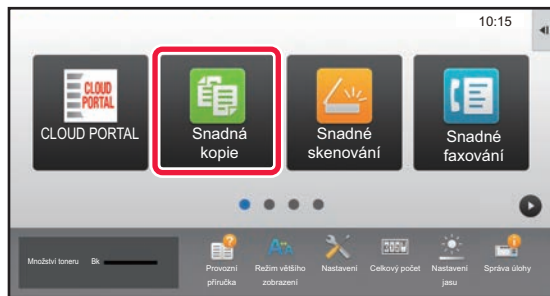 10:15
CLOUD
PORTAL
CLOUD PORTAL
Snadná
kopie
Snadné
skenování
Snadné
faxování
Množství toneru Bk
Provozní
příručka
Režim většího
zobrazení
Nastavení
Celkový počet
Nastavení
jasu
Správa úlohy